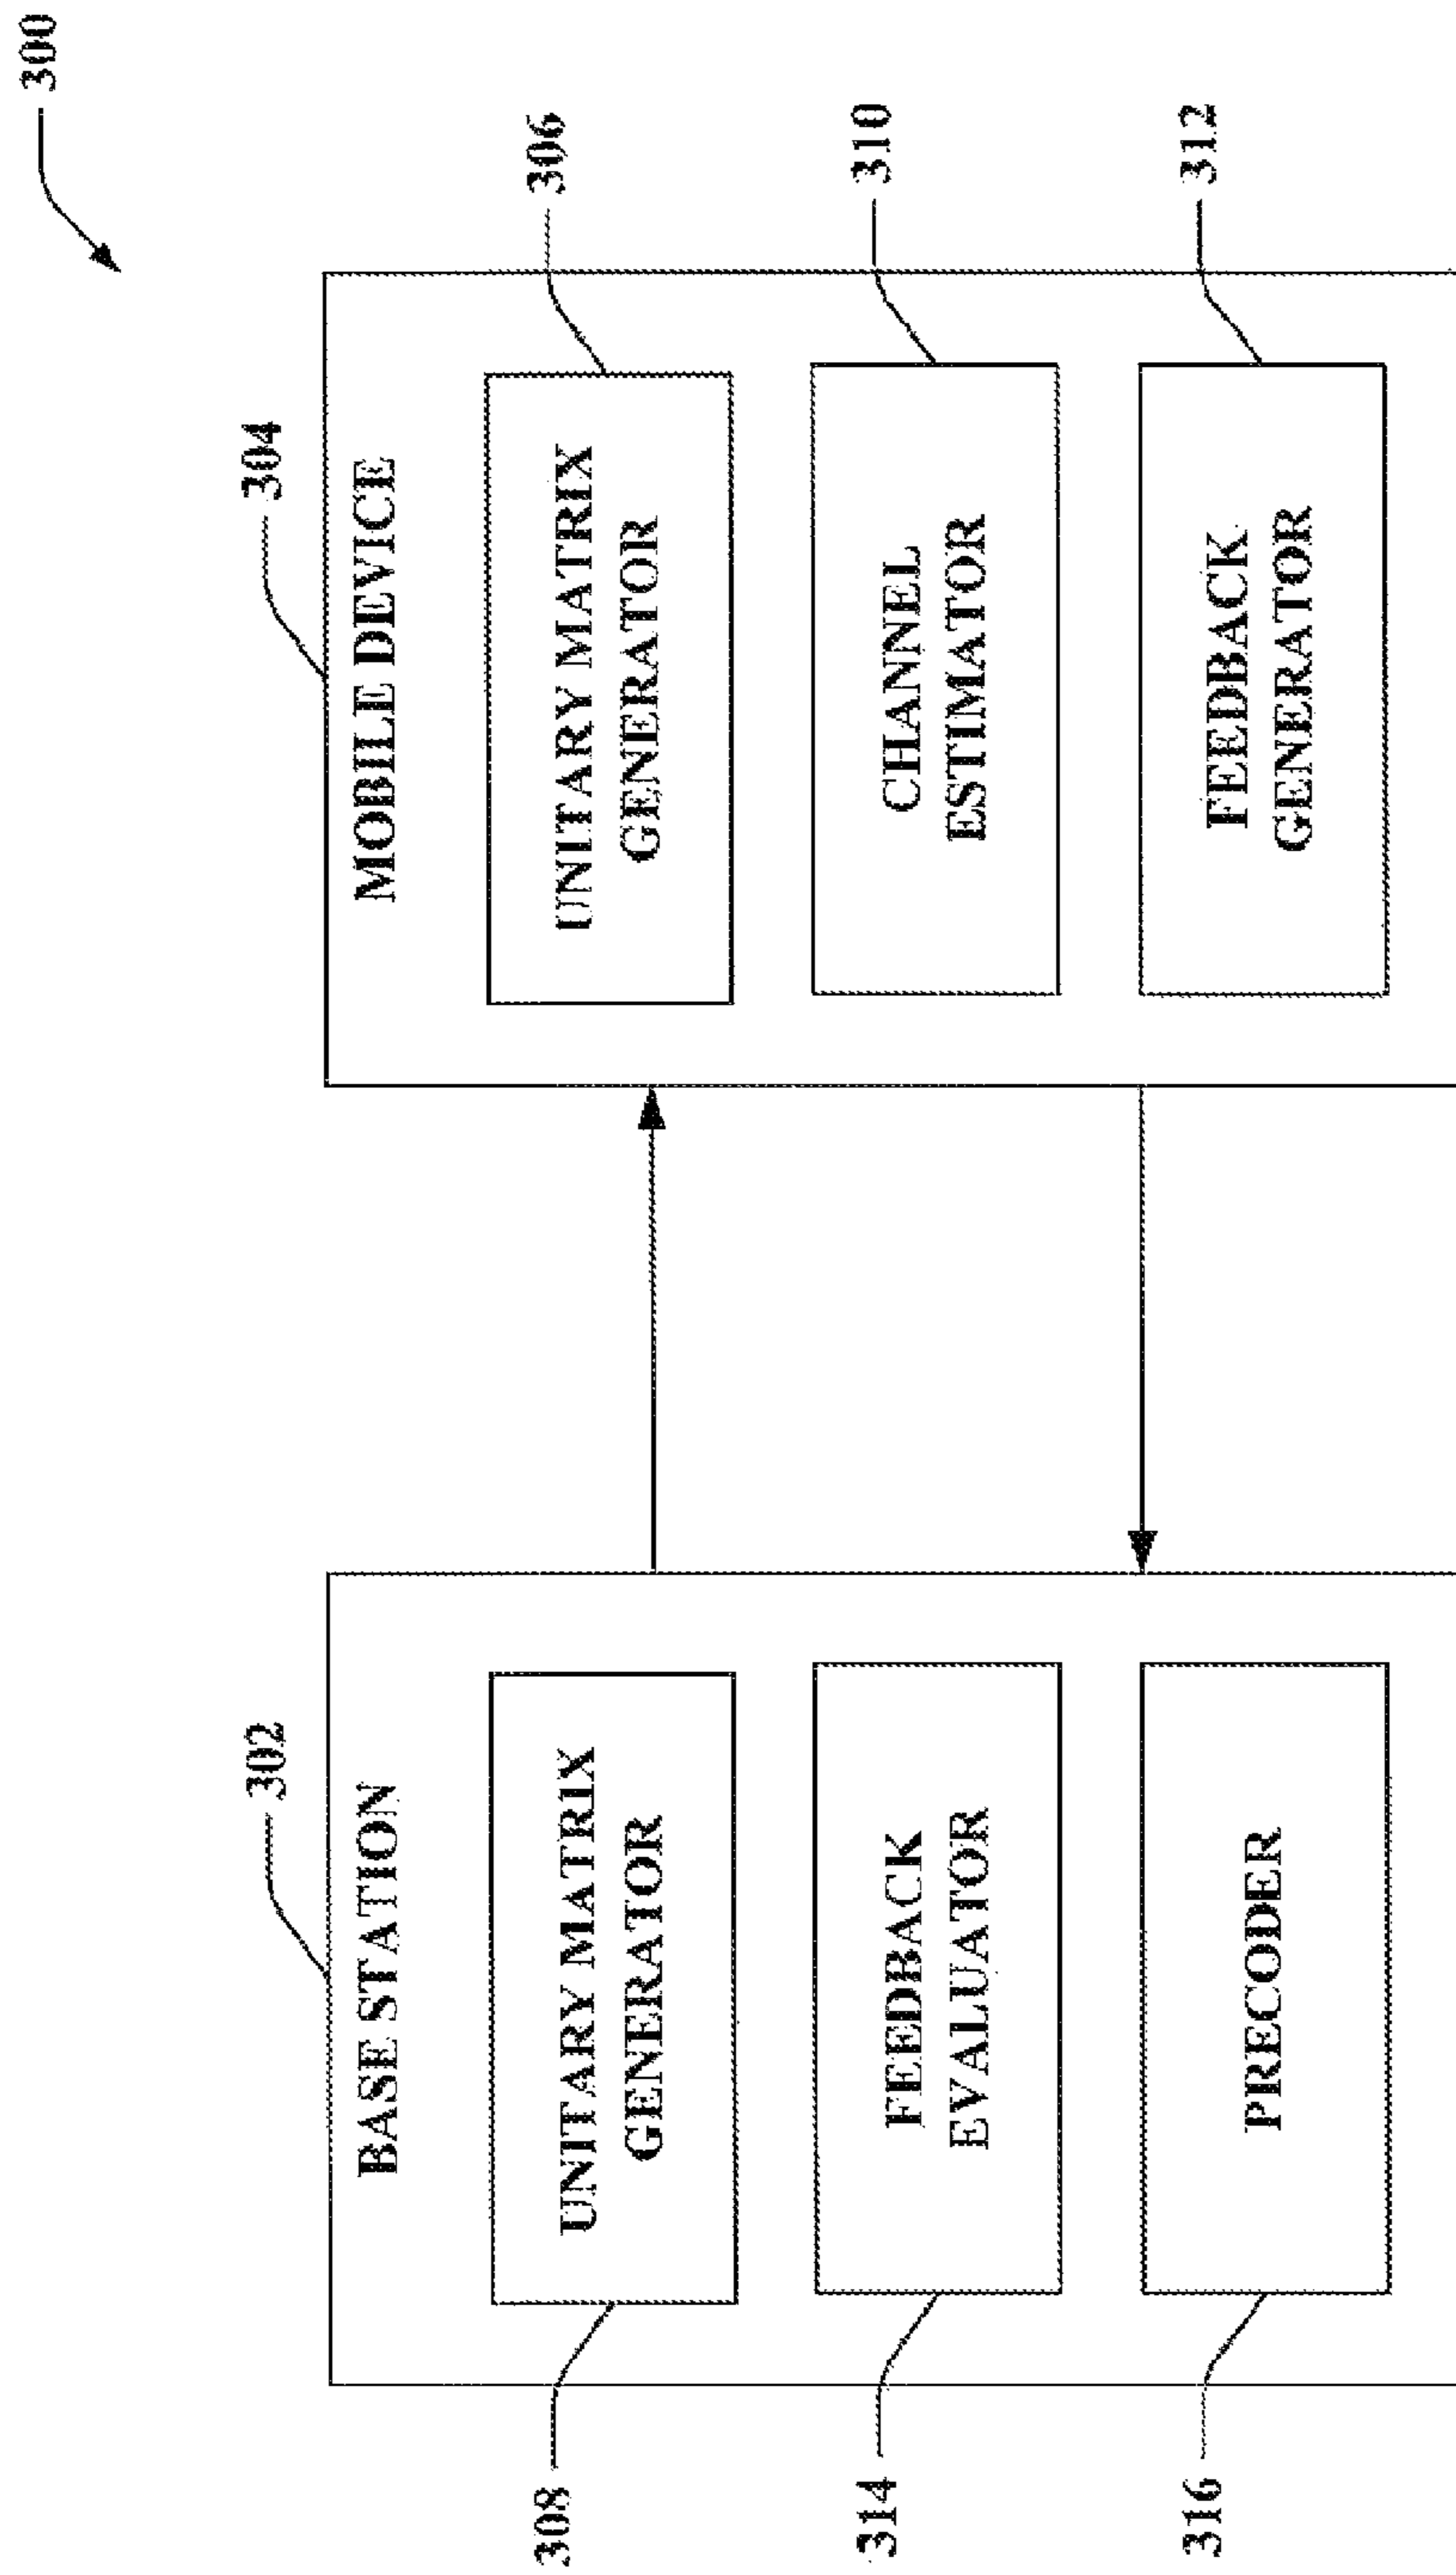 300
302
BASE STATION
308
UNITARY MATRIX
GENERATOR
314
FEEDBACK
EVALUATOR
316
PRECODER
304
MOBILE DEVICE
306
UNITARY MATRIX
GENERATOR
310
CHANNEL
ESTIMATOR
312
FEEDBACK
GENERATOR